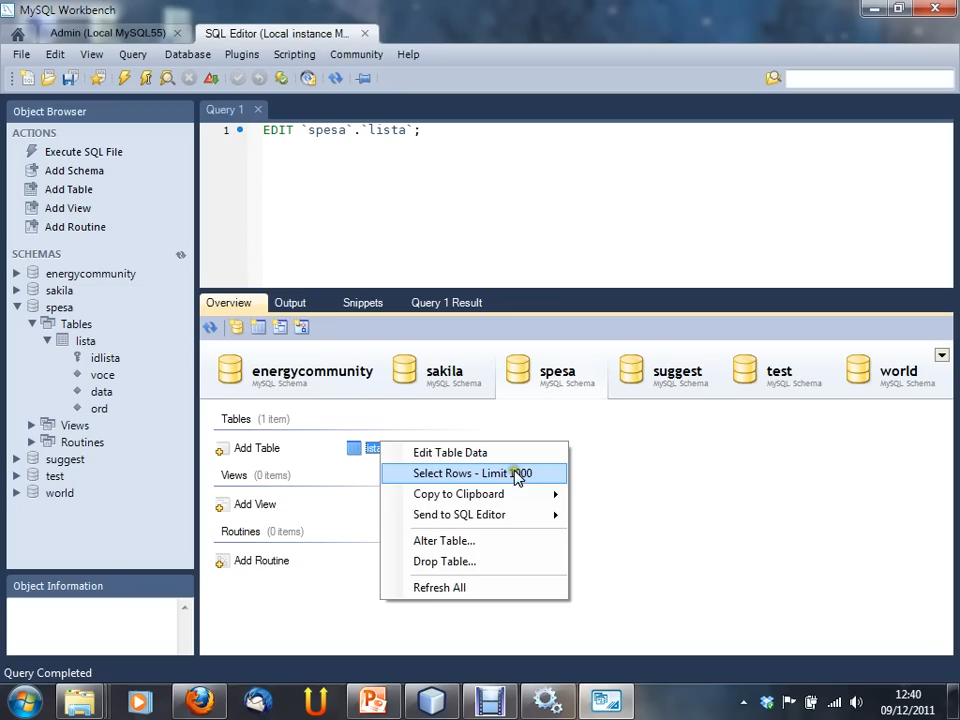 MySQL Workbench
Admin (Local MySQL55)
SQL Editor (Local instance M...
File Edit View Query Database Plugins Scripting Community Help
Object Browser
Query 1
ACTIONS
1 EDIT `spesa`.`lista`;
Execute SQL File
Add Schema
Add Table
Add View
Add Routine
SCHEMAS
energycommunity
sakila
spesa
Tables
lista
idlista
voce
data
ord
Views
Routines
suggest
test
world
Overview Output Snippets Query 1 Result
energycommunity
MySQL Schema
sakila
MySQL Schema
spesa
MySQL Schema
suggest
MySQL Schema
test
MySQL Schema
world
MySQL Schema
Tables (1 item)
Add Table
lista
Views (0 items)
Add View
Routines (0 items)
Add Routine
Edit Table Data
Select Rows - Limit 1000
Copy to Clipboard
Send to SQL Editor
Alter Table...
Drop Table...
Refresh All
Object Information
Query Completed
12:40
09/12/2011